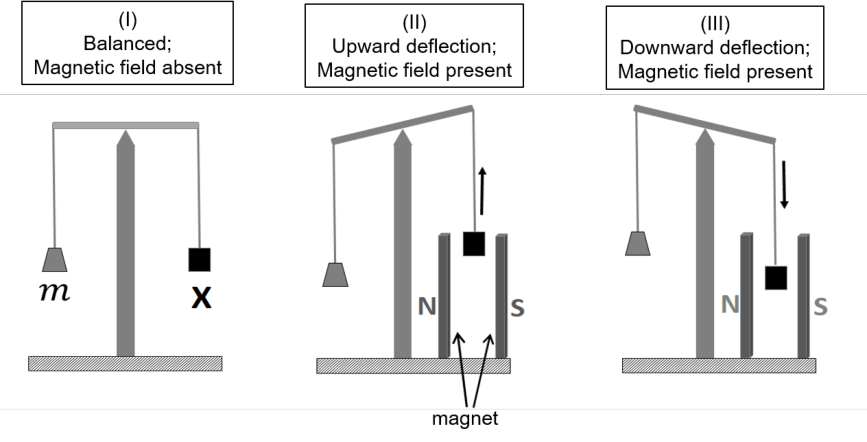 (I)
Balanced;
Magnetic field absent
(II)
Upward deflection;
Magnetic field present
(III)
Downward deflection;
Magnetic field present
m
X
N
S
N
S
magnet